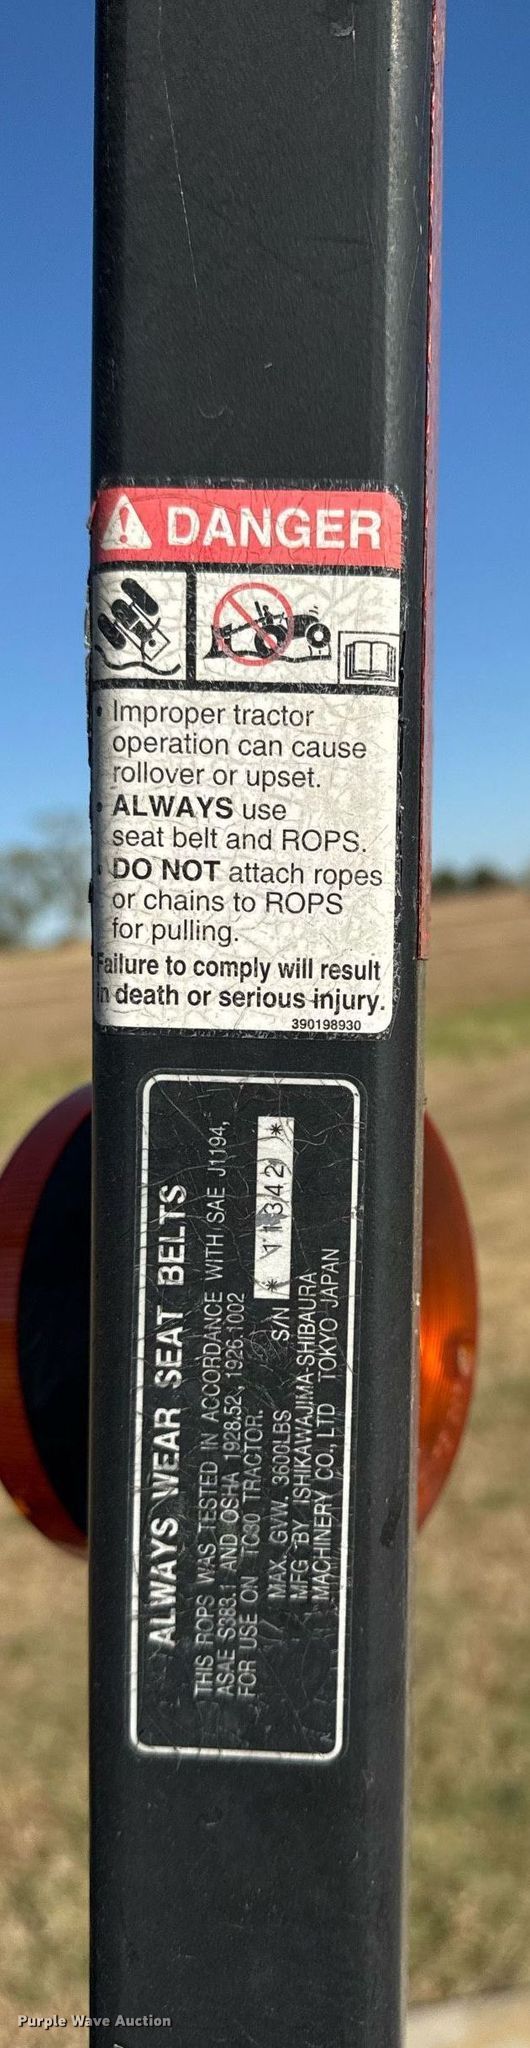 DANGER
• Improper tractor
operation can cause
rollover or upset.
• ALWAYS use
seat belt and ROPS.
• DO NOT attach ropes
or chains to ROPS
for pulling.
Failure to comply will result
in death or serious injury.
390198930
ALWAYS WEAR SEAT BELTS
THIS ROPS WAS TESTED IN ACCORDANCE WITH SAE J1194,
ASAE S383.1 AND OSHA 1928.52, 1926.1002
FOR USE ON TC30 TRACTOR.
MAX. GVW. 3600LBS S/N * 11342 *
MFG BY ISHIKAWAJIMA-SHIBAURA
MACHINERY CO., LTD TOKYO JAPAN
Purple Wave Auction